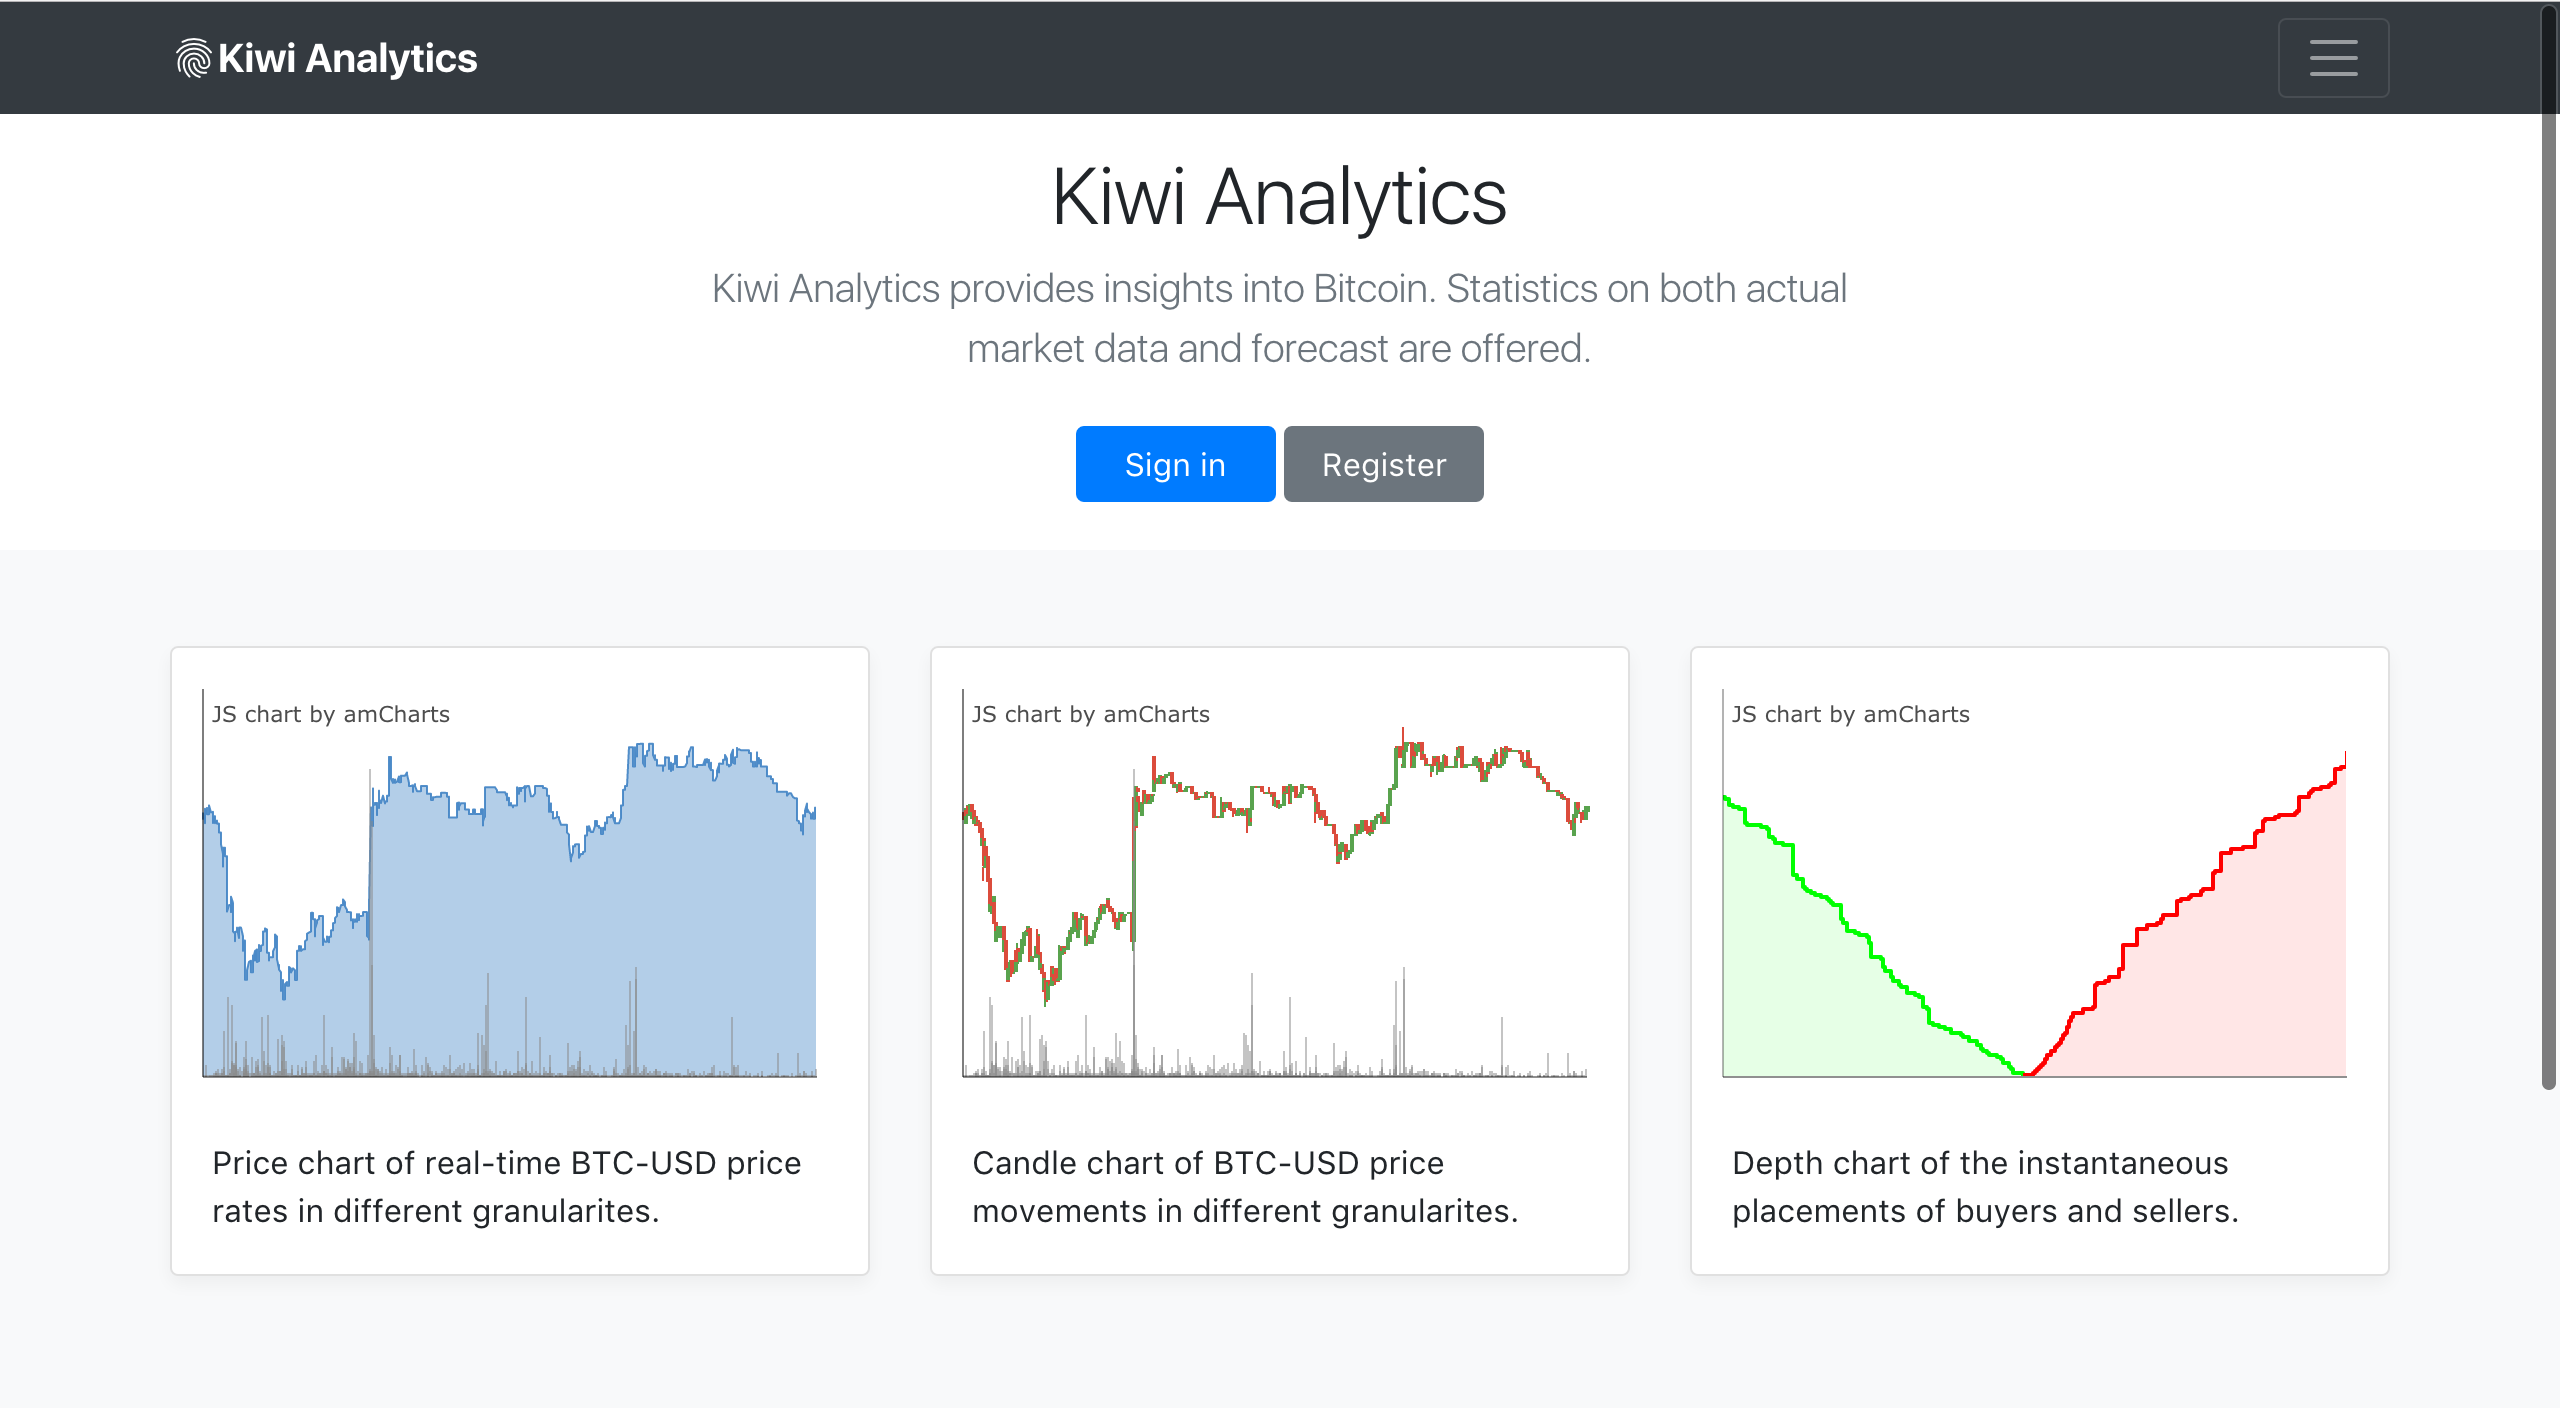 Kiwi Analytics
Kiwi Analytics
Kiwi Analytics provides insights into Bitcoin. Statistics on both actual
market data and forecast are offered.
Sign in
Register
JS chart by amCharts
Price chart of real-time BTC-USD price
rates in different granularites.
JS chart by amCharts
Candle chart of BTC-USD price
movements in different granularites.
JS chart by amCharts
Depth chart of the instantaneous
placements of buyers and sellers.